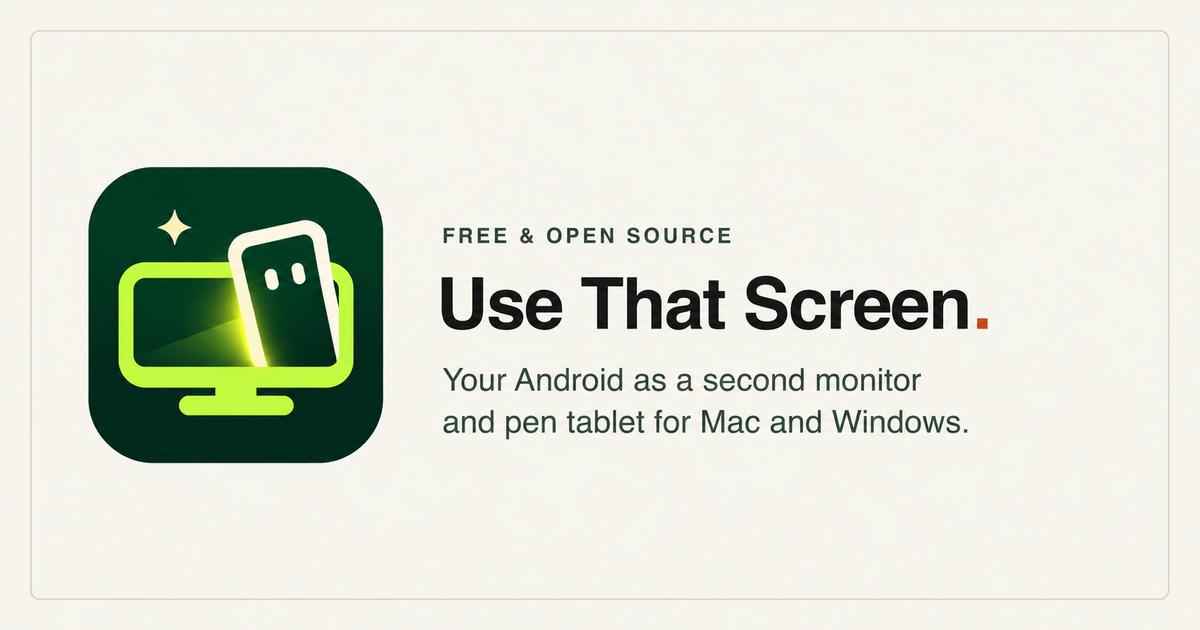 FREE & OPEN SOURCE
Use That Screen.
Your Android as a second monitor
and pen tablet for Mac and Windows.